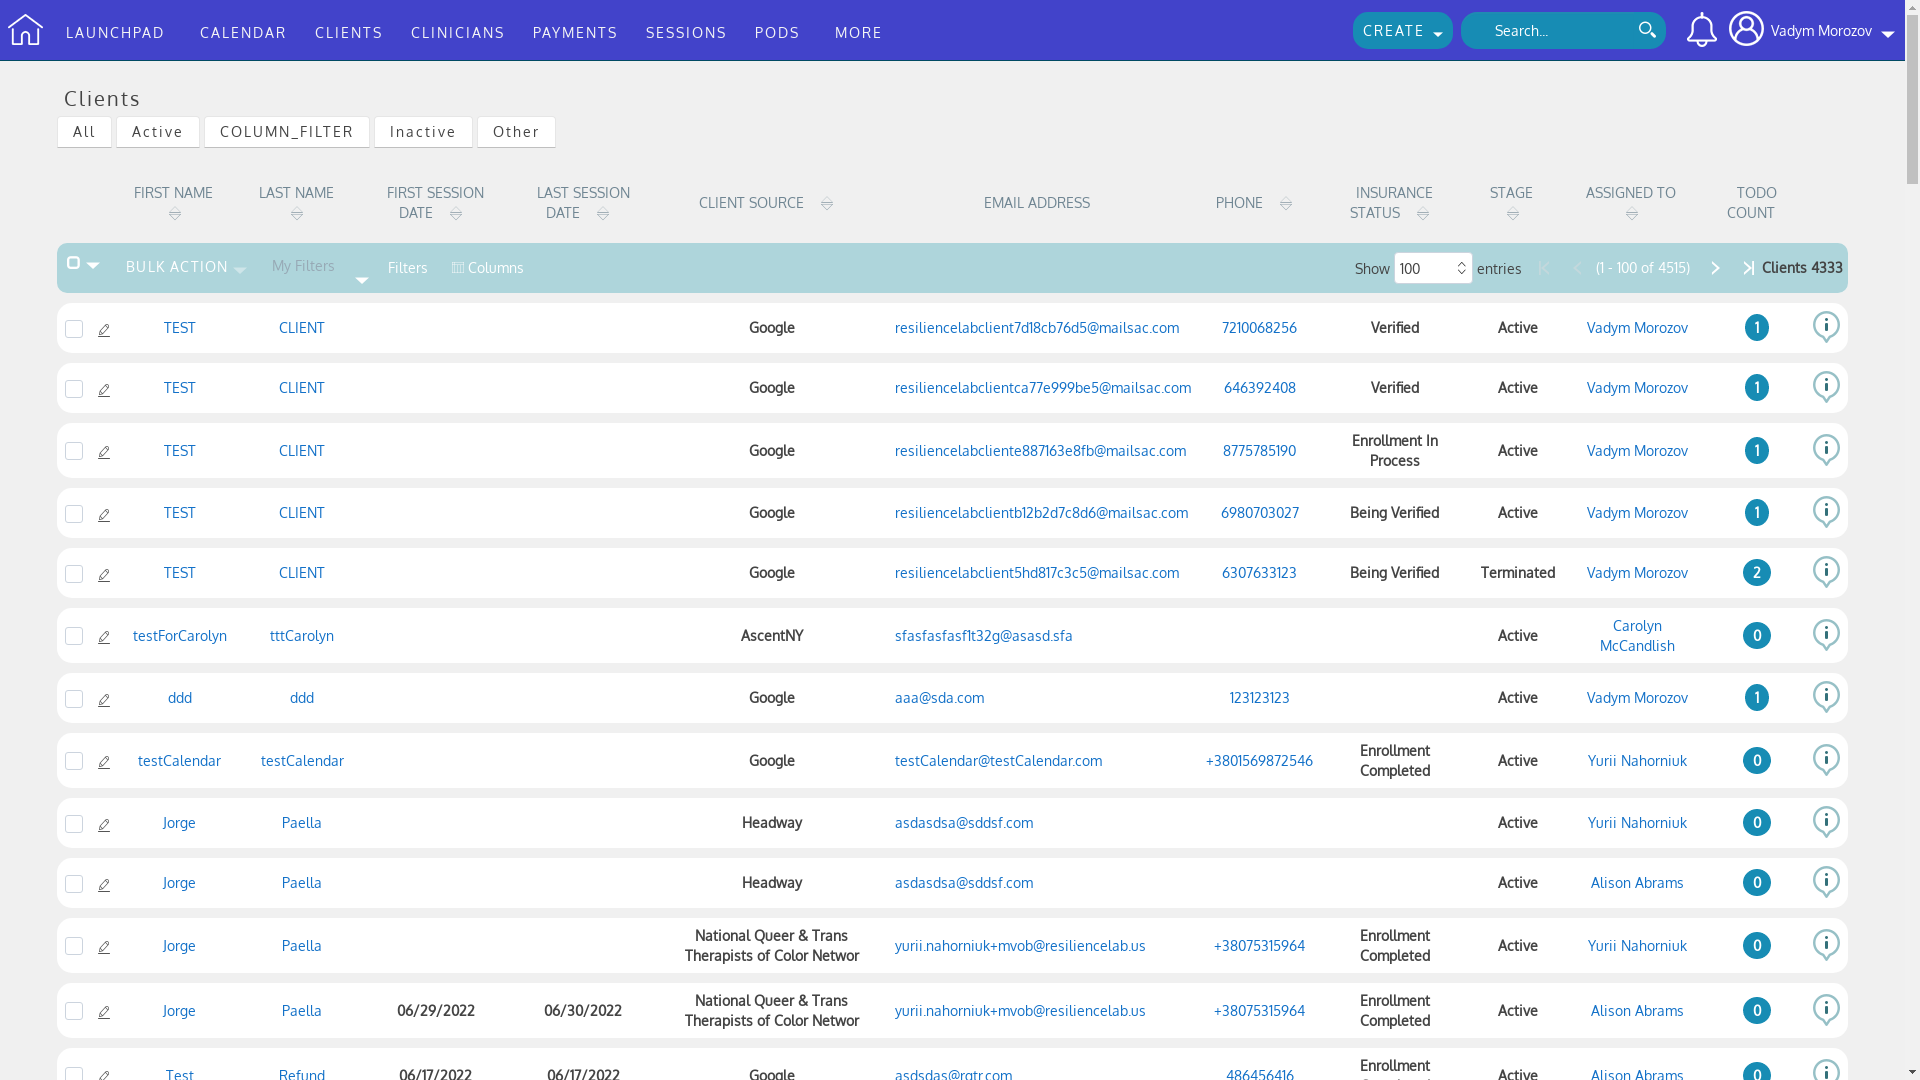 LAUNCHPAD CALENDAR CLIENTS CLINICIANS PAYMENTS SESSIONS PODS MORE CREATE Search... Vadym Morozov
Clients
All Active COLUMN_FILTER Inactive Other
FIRST NAME LAST NAME FIRST SESSION DATE LAST SESSION DATE CLIENT SOURCE EMAIL ADDRESS PHONE INSURANCE STATUS STAGE ASSIGNED TO TODO COUNT
BULK ACTION My Filters Filters Columns Show 100 entries (1 - 100 of 4515) Clients 4333
TEST CLIENT Google resiliencelabclient7d18cb76d5@mailsac.com 7210068256 Verified Active Vadym Morozov 1
TEST CLIENT Google resiliencelabclientca77e999be5@mailsac.com 646392408 Verified Active Vadym Morozov 1
TEST CLIENT Google resiliencelabcliente887163e8fb@mailsac.com 8775785190 Enrollment In Process Active Vadym Morozov 1
TEST CLIENT Google resiliencelabclientb12b2d7c8d6@mailsac.com 6980703027 Being Verified Active Vadym Morozov 1
TEST CLIENT Google resiliencelabclient5hd817c3c5@mailsac.com 6307633123 Being Verified Terminated Vadym Morozov 2
testForCarolyn tttCarolyn AscentNY sfasfasfasf1t32g@asasd.sfa Active Carolyn McCandlish 0
ddd ddd Google aaa@sda.com 123123123 Active Vadym Morozov 1
testCalendar testCalendar Google testCalendar@testCalendar.com +3801569872546 Enrollment Completed Active Yurii Nahorniuk 0
Jorge Paella Headway asdasdsa@sddsf.com Active Yurii Nahorniuk 0
Jorge Paella Headway asdasdsa@sddsf.com Active Alison Abrams 0
Jorge Paella National Queer & Trans Therapists of Color Networ yurii.nahorniuk+mvob@resiliencelab.us +38075315964 Enrollment Completed Active Yurii Nahorniuk 0
Jorge Paella 06/29/2022 06/30/2022 National Queer & Trans Therapists of Color Networ yurii.nahorniuk+mvob@resiliencelab.us +38075315964 Enrollment Completed Active Alison Abrams 0
Test Refund 06/17/2022 06/17/2022 Google asdsdas@rgtr.com 486456416 Enrollment Active Alison Abrams 0